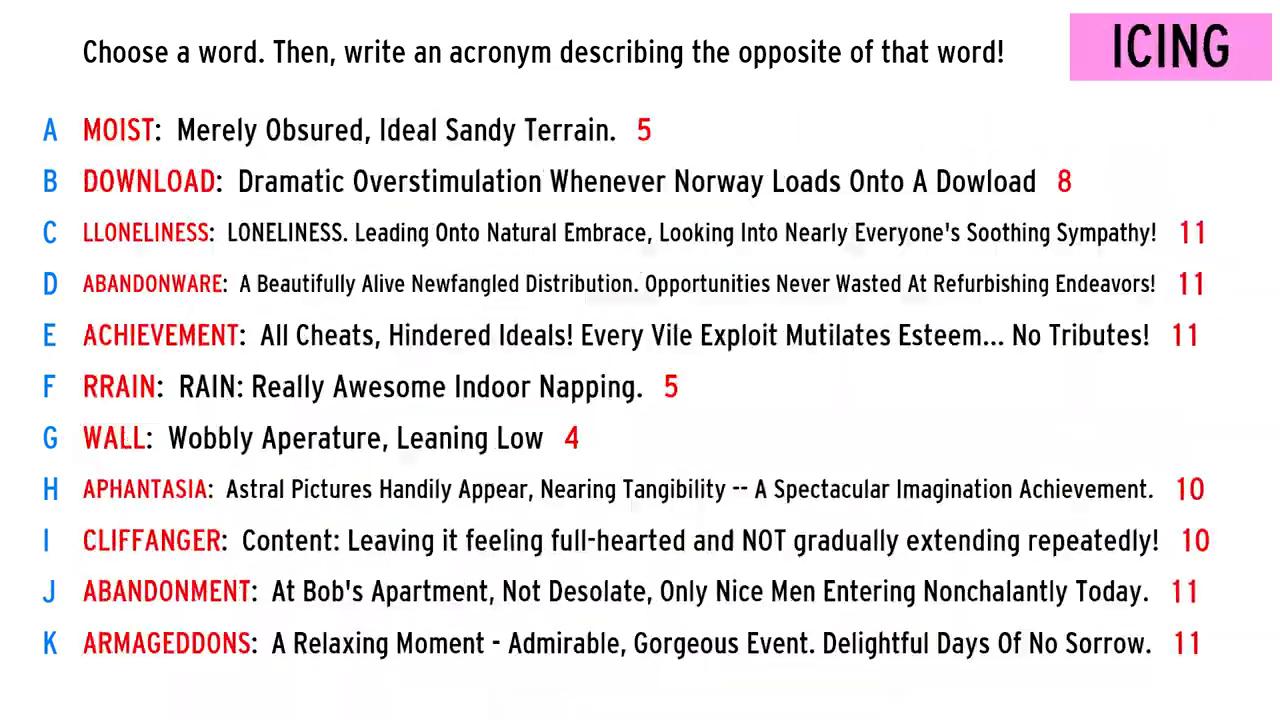 Choose a word. Then, write an acronym describing the opposite of that word!
ICING
A MOIST: Merely Obsured, Ideal Sandy Terrain. 5
B DOWNLOAD: Dramatic Overstimulation Whenever Norway Loads Onto A Dowload 8
C LLONELINESS: LONELINESS. Leading Onto Natural Embrace, Looking Into Nearly Everyone's Soothing Sympathy! 11
D ABANDONWARE: A Beautifully Alive Newfangled Distribution. Opportunities Never Wasted At Refurbishing Endeavors! 11
E ACHIEVEMENT: All Cheats, Hindered Ideals! Every Vile Exploit Mutilates Esteem... No Tributes! 11
F RRAIN: RAIN: Really Awesome Indoor Napping. 5
G WALL: Wobbly Aperature, Leaning Low 4
H APHANTASIA: Astral Pictures Handily Appear, Nearing Tangibility -- A Spectacular Imagination Achievement. 10
I CLIFFANGER: Content: Leaving it feeling full-hearted and NOT gradually extending repeatedly! 10
J ABANDONMENT: At Bob's Apartment, Not Desolate, Only Nice Men Entering Nonchalantly Today. 11
K ARMAGEDDONS: A Relaxing Moment - Admirable, Gorgeous Event. Delightful Days Of No Sorrow. 11